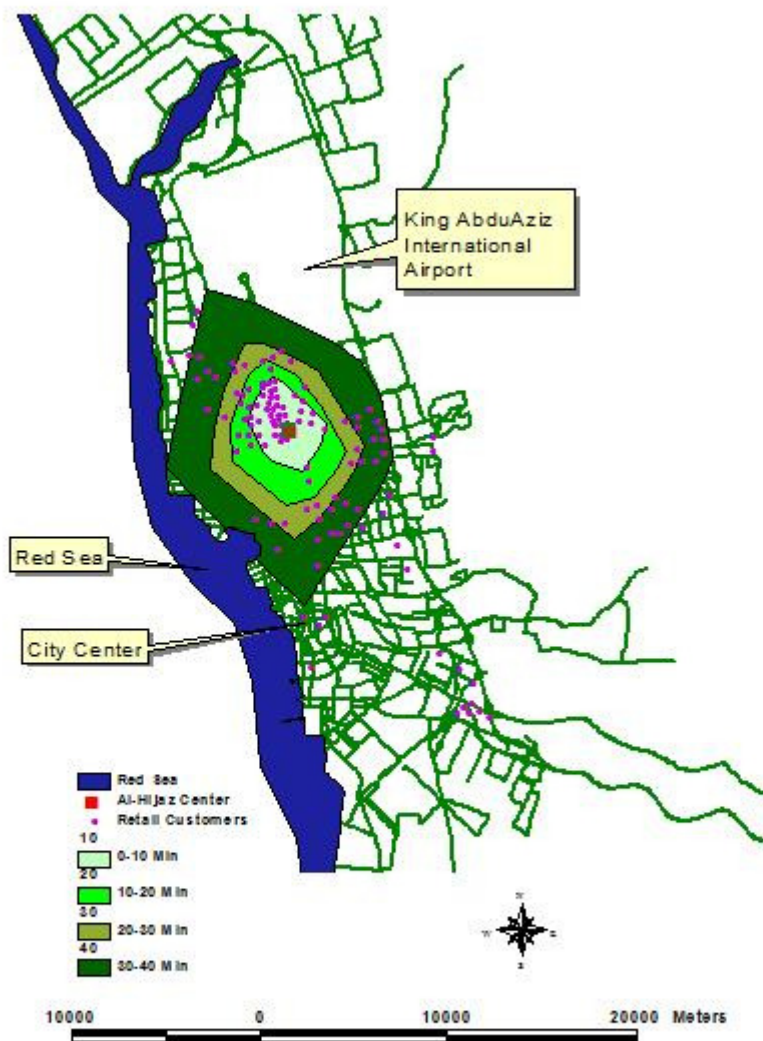 King AbduAziz
International
Airport
Red Sea
City Center
Red Sea
Al-Hijaz Center
Retail Customers
10
0-10 Min
20
10-20 Min
30
20-30 Min
40
30-40 Min
N
W
E
S
10000 0 10000 20000 Meters